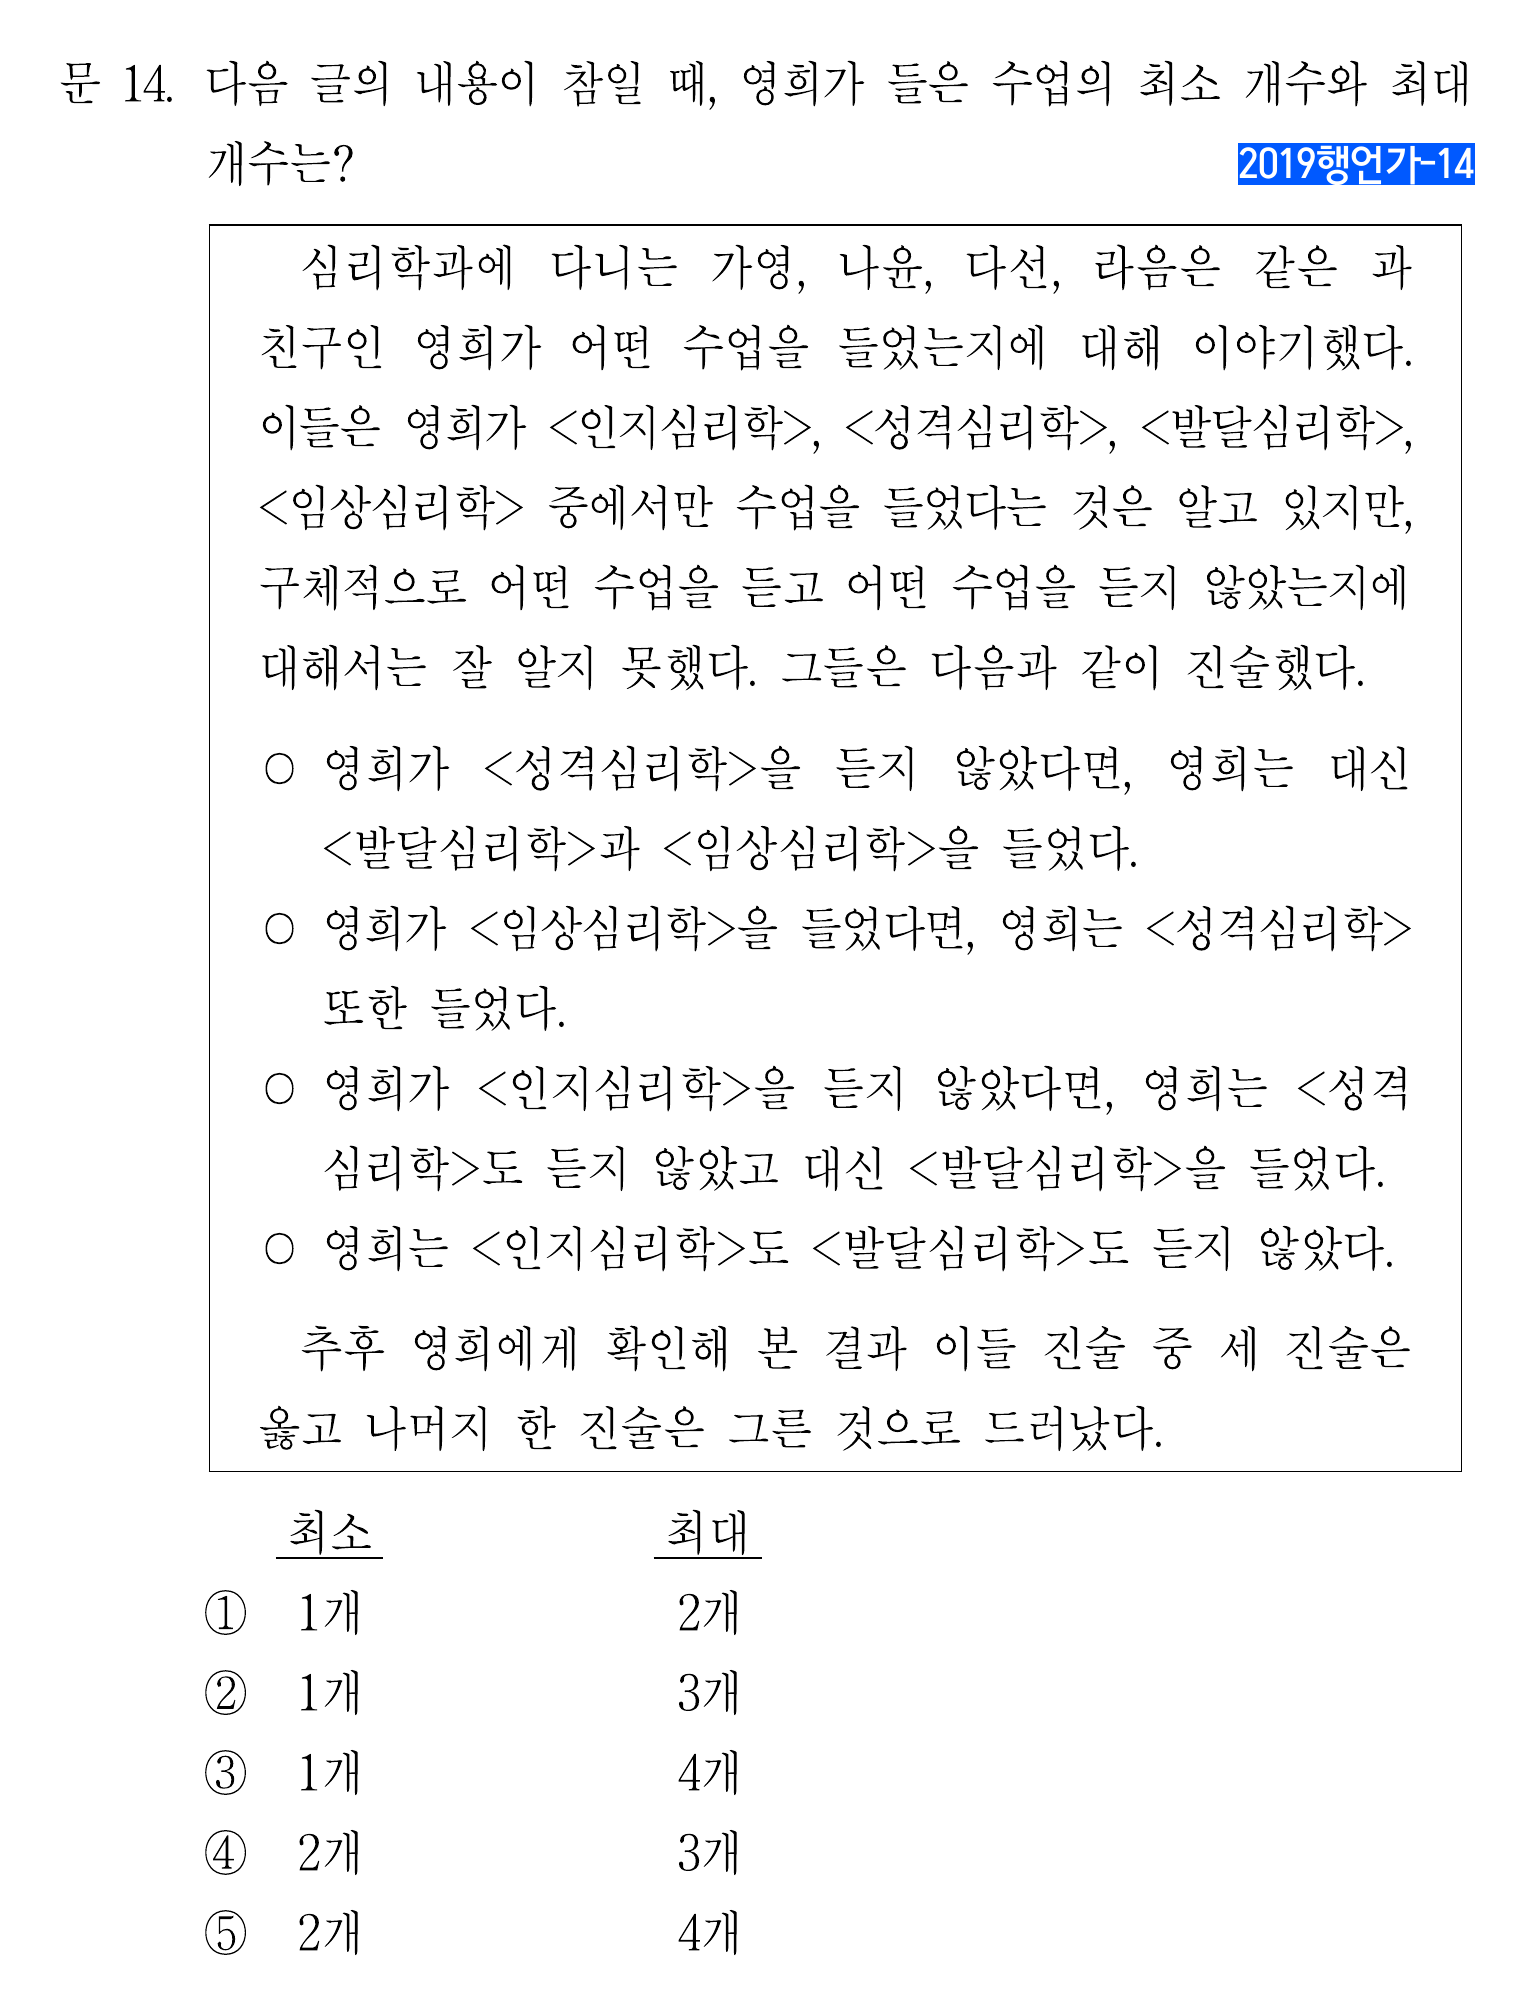 문 14. 다음 글의 내용이 참일 때, 영희가 들은 수업의 최소 개수와 최대
개수는?
2019행언가-14
심리학과에 다니는 가영, 나윤, 다선, 라음은 같은 과
친구인 영희가 어떤 수업을 들었는지에 대해 이야기했다.
이들은 영희가 <인지심리학>, <성격심리학>, <발달심리학>,
<임상심리학> 중에서만 수업을 들었다는 것은 알고 있지만,
구체적으로 어떤 수업을 듣고 어떤 수업을 듣지 않았는지에
대해서는 잘 알지 못했다. 그들은 다음과 같이 진술했다.
○ 영희가 <성격심리학>을 듣지 않았다면, 영희는 대신
<발달심리학>과 <임상심리학>을 들었다.
○ 영희가 <임상심리학>을 들었다면, 영희는 <성격심리학>
또한 들었다.
○ 영희가 <인지심리학>을 듣지 않았다면, 영희는 <성격
심리학>도 듣지 않았고 대신 <발달심리학>을 들었다.
○ 영희는 <인지심리학>도 <발달심리학>도 듣지 않았다.
추후 영희에게 확인해 본 결과 이들 진술 중 세 진술은
옳고 나머지 한 진술은 그른 것으로 드러났다.
최소 최대
① 1개 2개
② 1개 3개
③ 1개 4개
④ 2개 3개
⑤ 2개 4개